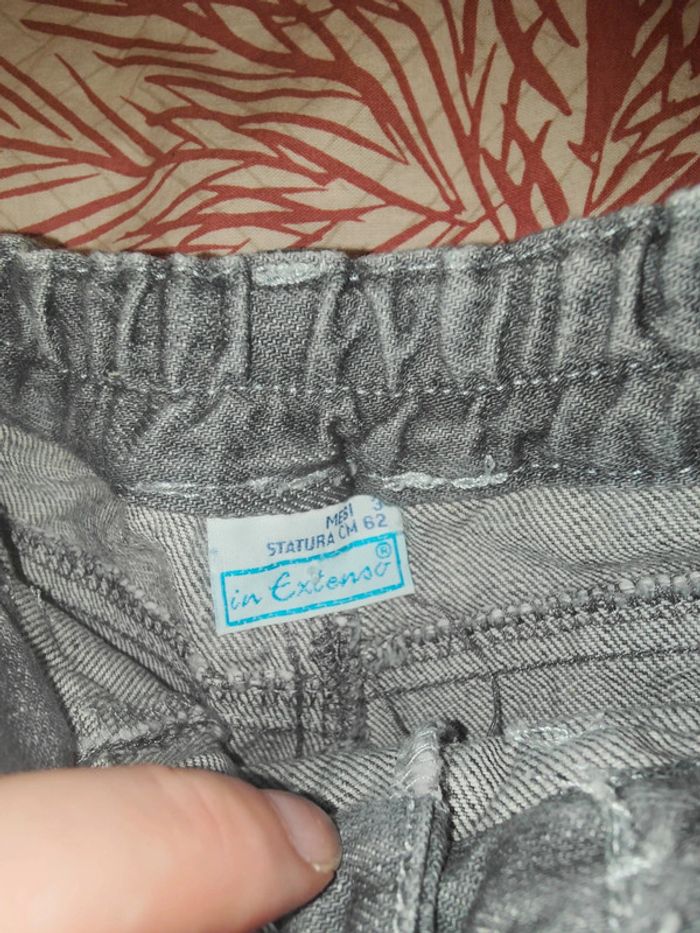 MESI 3
STATURA CM 62
in Extenso®